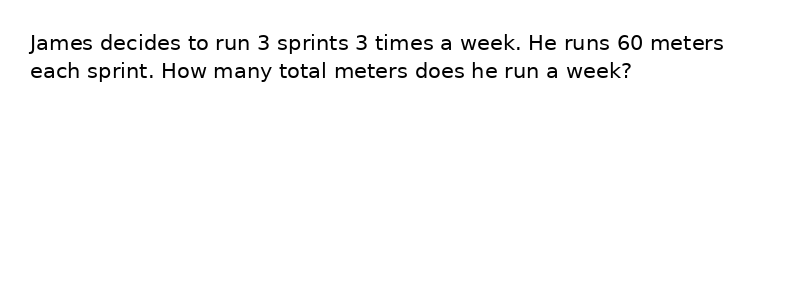 James decides to run 3 sprints 3 times a week. He runs 60 meters
each sprint. How many total meters does he run a week?